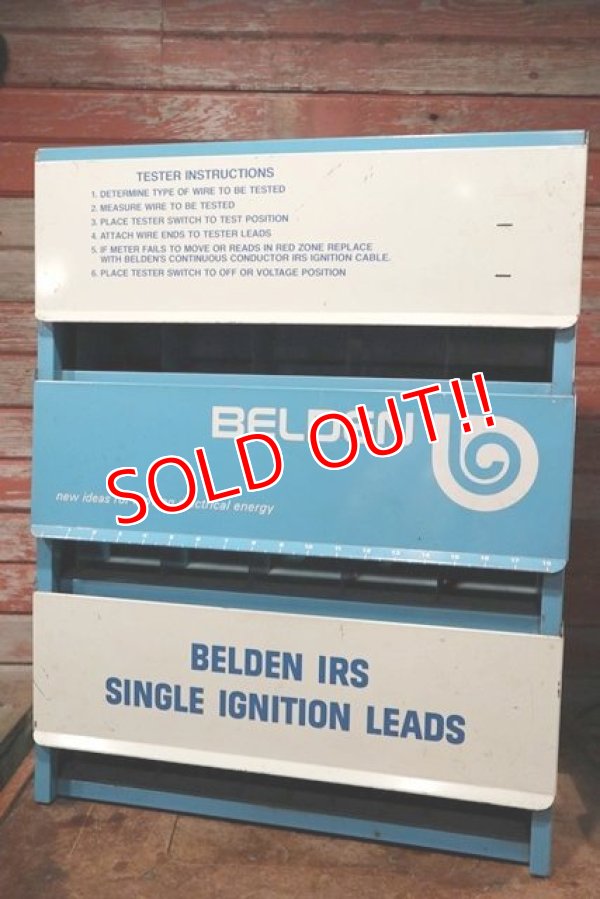 TESTER INSTRUCTIONS
1. DETERMINE TYPE OF WIRE TO BE TESTED
2. MEASURE WIRE TO BE TESTED
3. PLACE TESTER SWITCH TO TEST POSITION
4. ATTACH WIRE ENDS TO TESTER LEADS
5. IF METER FAILS TO MOVE OR READS IN RED ZONE REPLACE
WITH BELDEN'S CONTINUOUS CONDUCTOR IRS IGNITION CABLE.
6. PLACE TESTER SWITCH TO OFF OR VOLTAGE POSITION
BELDEN
SOLD OUT!!
new ideas for electrical energy
BELDEN IRS
SINGLE IGNITION LEADS